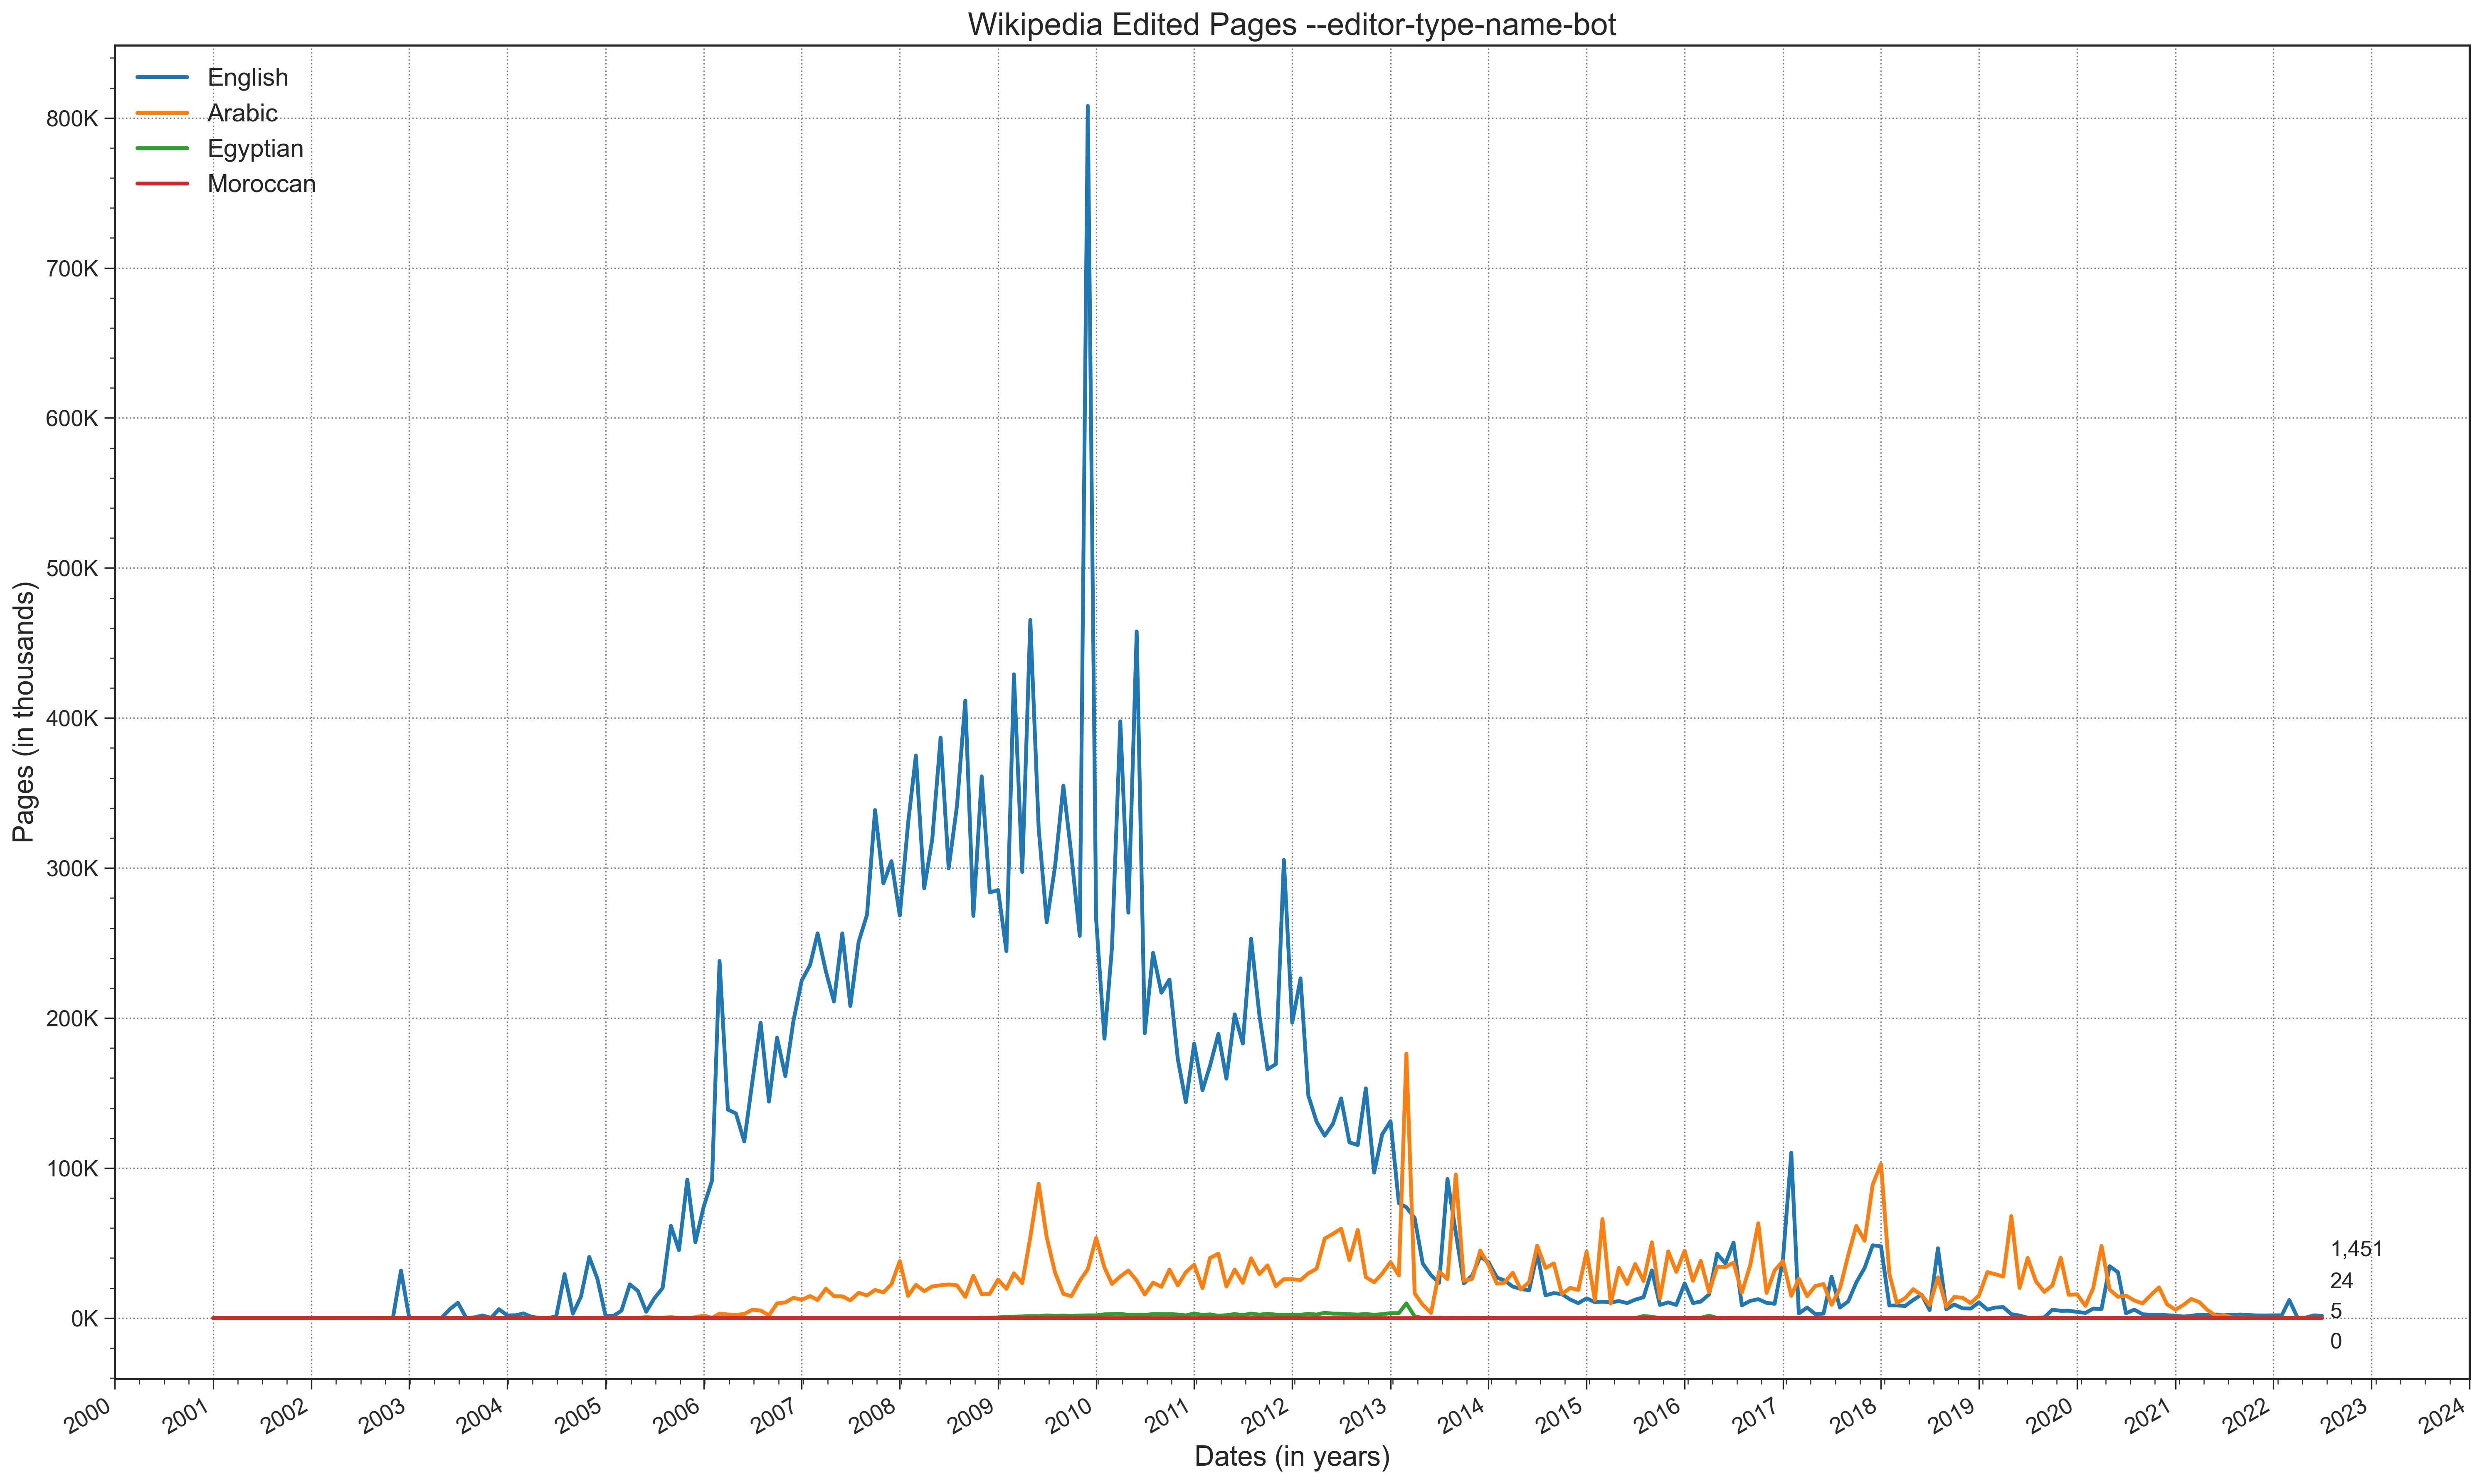 Wikipedia Edited Pages --editor-type-name-bot
English
Arabic
Egyptian
Moroccan
Pages (in thousands)
800K
700K
600K
500K
400K
300K
200K
100K
0K
1,451
24
5
0
2000 2001 2002 2003 2004 2005 2006 2007 2008 2009 2010 2011 2012 2013 2014 2015 2016 2017 2018 2019 2020 2021 2022 2023 2024
Dates (in years)